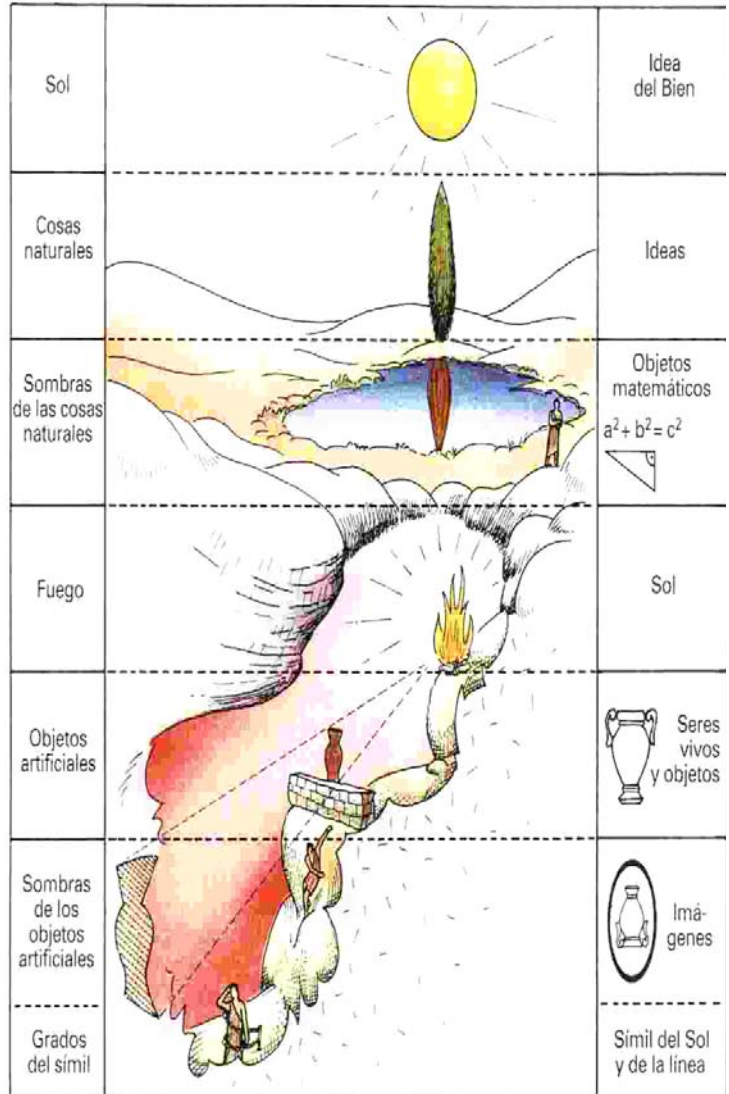 Sol
Idea
del Bien
Cosas
naturales
Ideas
Sombras
de las cosas
naturales
Objetos
matemáticos
a² + b² = c²
Fuego
Sol
Objetos
artificiales
Seres
vivos
y objetos
Sombras
de los
objetos
artificiales
Imá-
genes
Grados
del símil
Símil del Sol
y de la línea